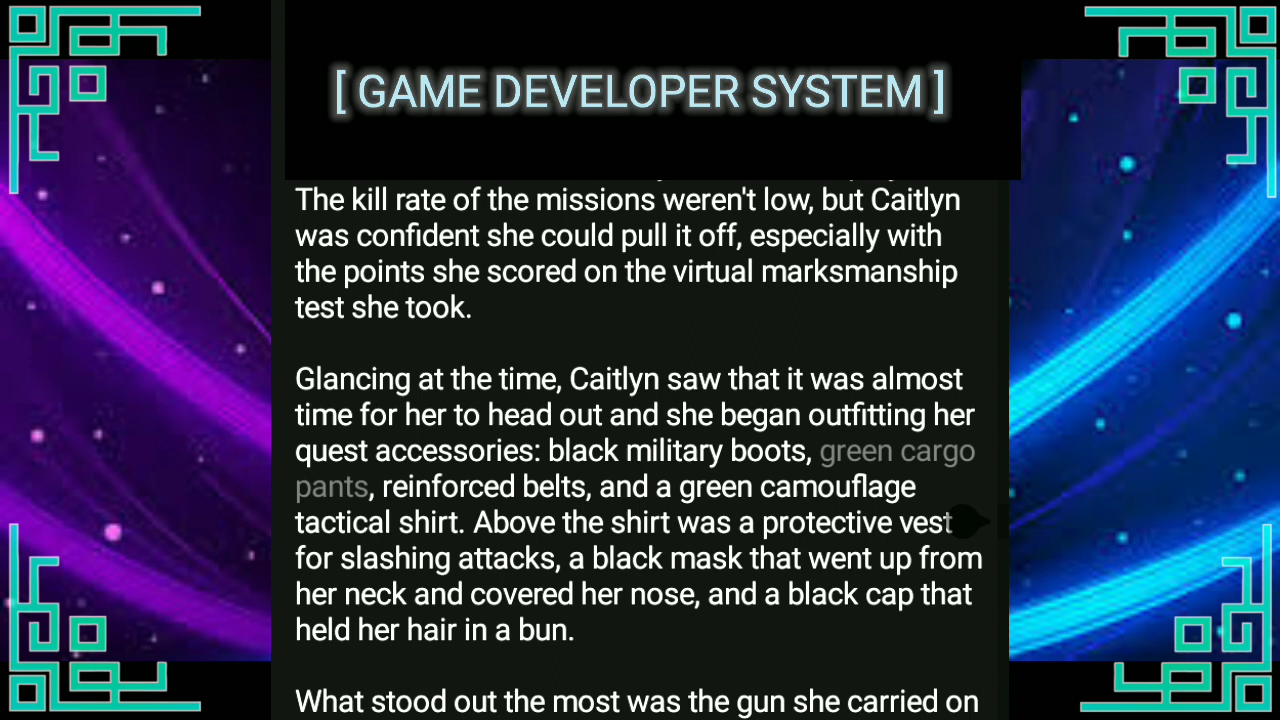 [ GAME DEVELOPER SYSTEM ]
The kill rate of the missions weren't low, but Caitlyn
was confident she could pull it off, especially with
the points she scored on the virtual marksmanship
test she took.
Glancing at the time, Caitlyn saw that it was almost
time for her to head out and she began outfitting her
quest accessories: black military boots, green cargo
pants, reinforced belts, and a green camouflage
tactical shirt. Above the shirt was a protective vest
for slashing attacks, a black mask that went up from
her neck and covered her nose, and a black cap that
held her hair in a bun.
What stood out the most was the gun she carried on